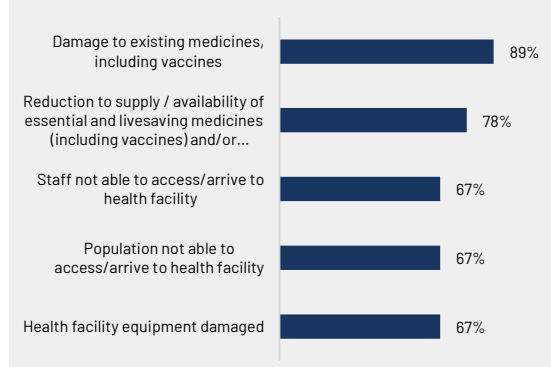 Damage to existing medicines,
including vaccines
89%
Reduction to supply / availability of
essential and livesaving medicines
(including vaccines) and/or...
78%
Staff not able to access/arrive to
health facility
67%
Population not able to
access/arrive to health facility
67%
Health facility equipment damaged
67%